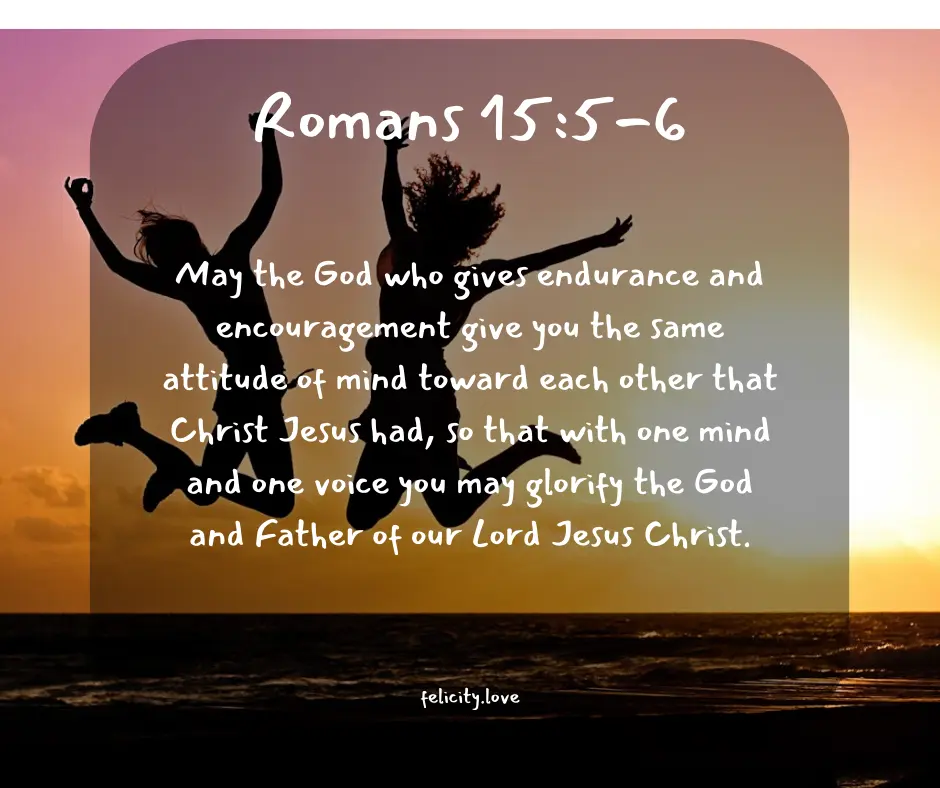 Romans 15:5-6
May the God who gives endurance and
encouragement give you the same
attitude of mind toward each other that
Christ Jesus had, so that with one mind
and one voice you may glorify the God
and Father of our Lord Jesus Christ.
felicity.love